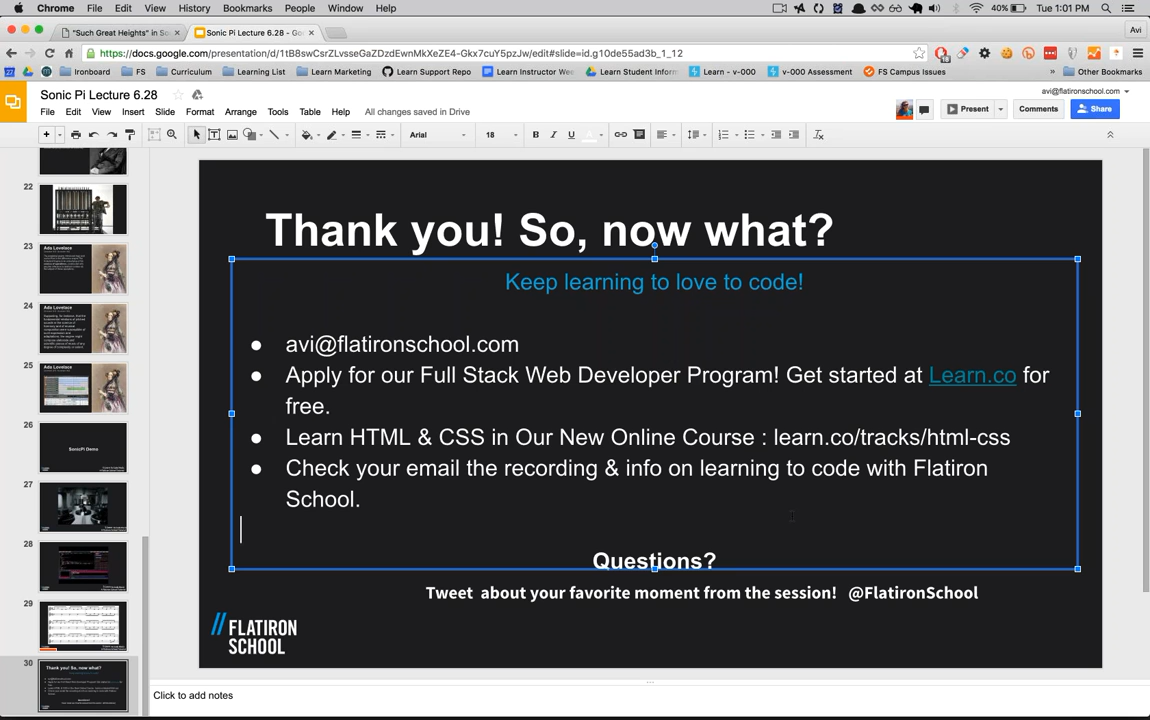 Chrome File Edit View History Bookmarks People Window Help 40% Tue 1:01 PM
"Such Great Heights" in So
Sonic Pi Lecture 6.28 - Go
Avi
https://docs.google.com/presentation/d/1tB8swCsrZLvsseGaZDzdEwnMkXeZE4-Gkx7cuY5pzJw/edit#slide=id.g10de55ad3b_1_12
27 Ironboard FS Curriculum Learning List Learn Marketing Learn Support Repo Learn Instructor We Learn Student Inform Learn - v-000 v-000 Assessment FS Campus Issues » Other Bookmarks
Sonic Pi Lecture 6.28
avi@flatironschool.com
File Edit View Insert Slide Format Arrange Tools Table Help All changes saved in Drive
Present Comments Share
Arial 18 B I U A
22
23
Ada Lovelace
24
Ada Lovelace
25
Ada Lovelace
26
SonicPi Demo
27
28
29
30
Thank you! So, now what?
Thank you! So, now what?
Keep learning to love to code!
● avi@flatironschool.com
● Apply for our Full Stack Web Developer Program! Get started at Learn.co for
free.
● Learn HTML & CSS in Our New Online Course : learn.co/tracks/html-css
● Check your email the recording & info on learning to code with Flatiron
School.
Questions?
Tweet about your favorite moment from the session! @FlatironSchool
// FLATIRON
SCHOOL
Click to add notes